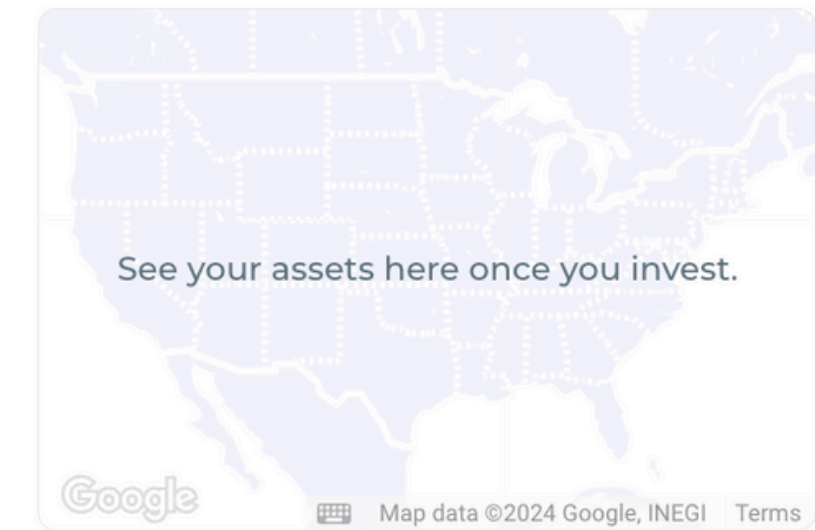 See your assets here once you invest.
Google
Map data ©2024 Google, INEGI
Terms